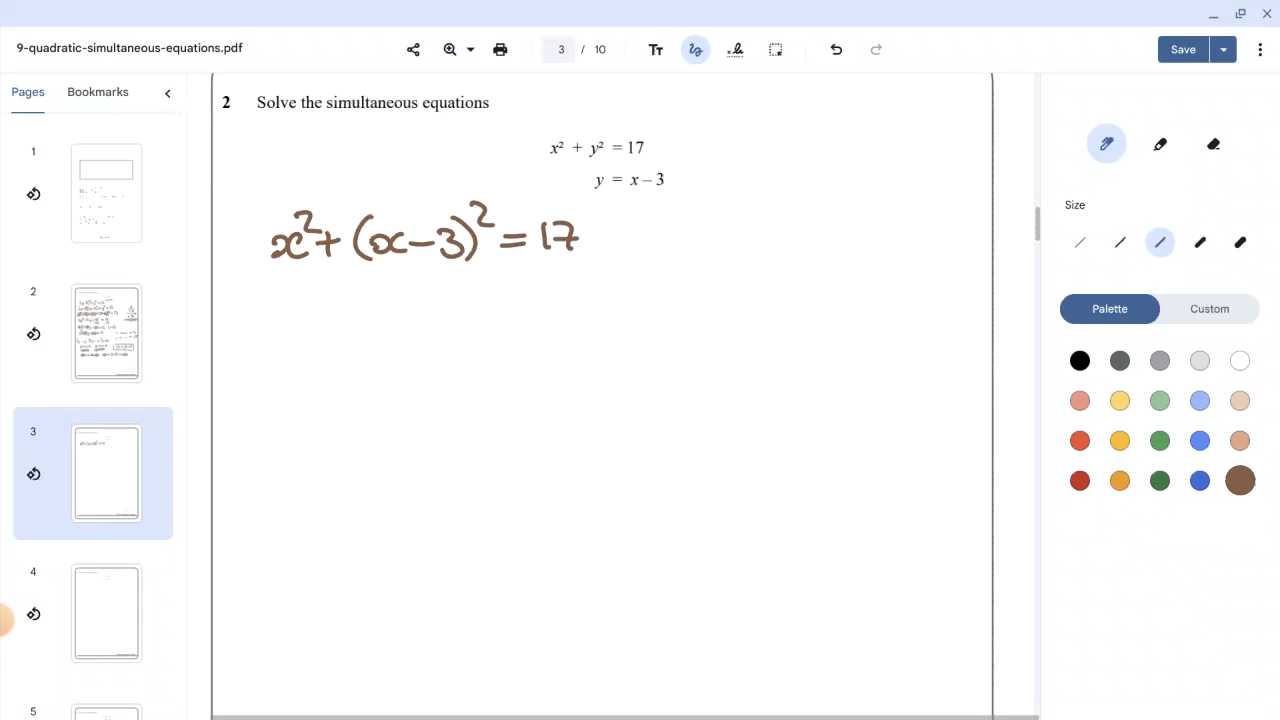 9-quadratic-simultaneous-equations.pdf
3 / 10
Save
Pages
Bookmarks
1
2
3
4
5
2 Solve the simultaneous equations
x² + y² = 17
y = x – 3
x² + (x – 3)² = 17
Size
Palette
Custom